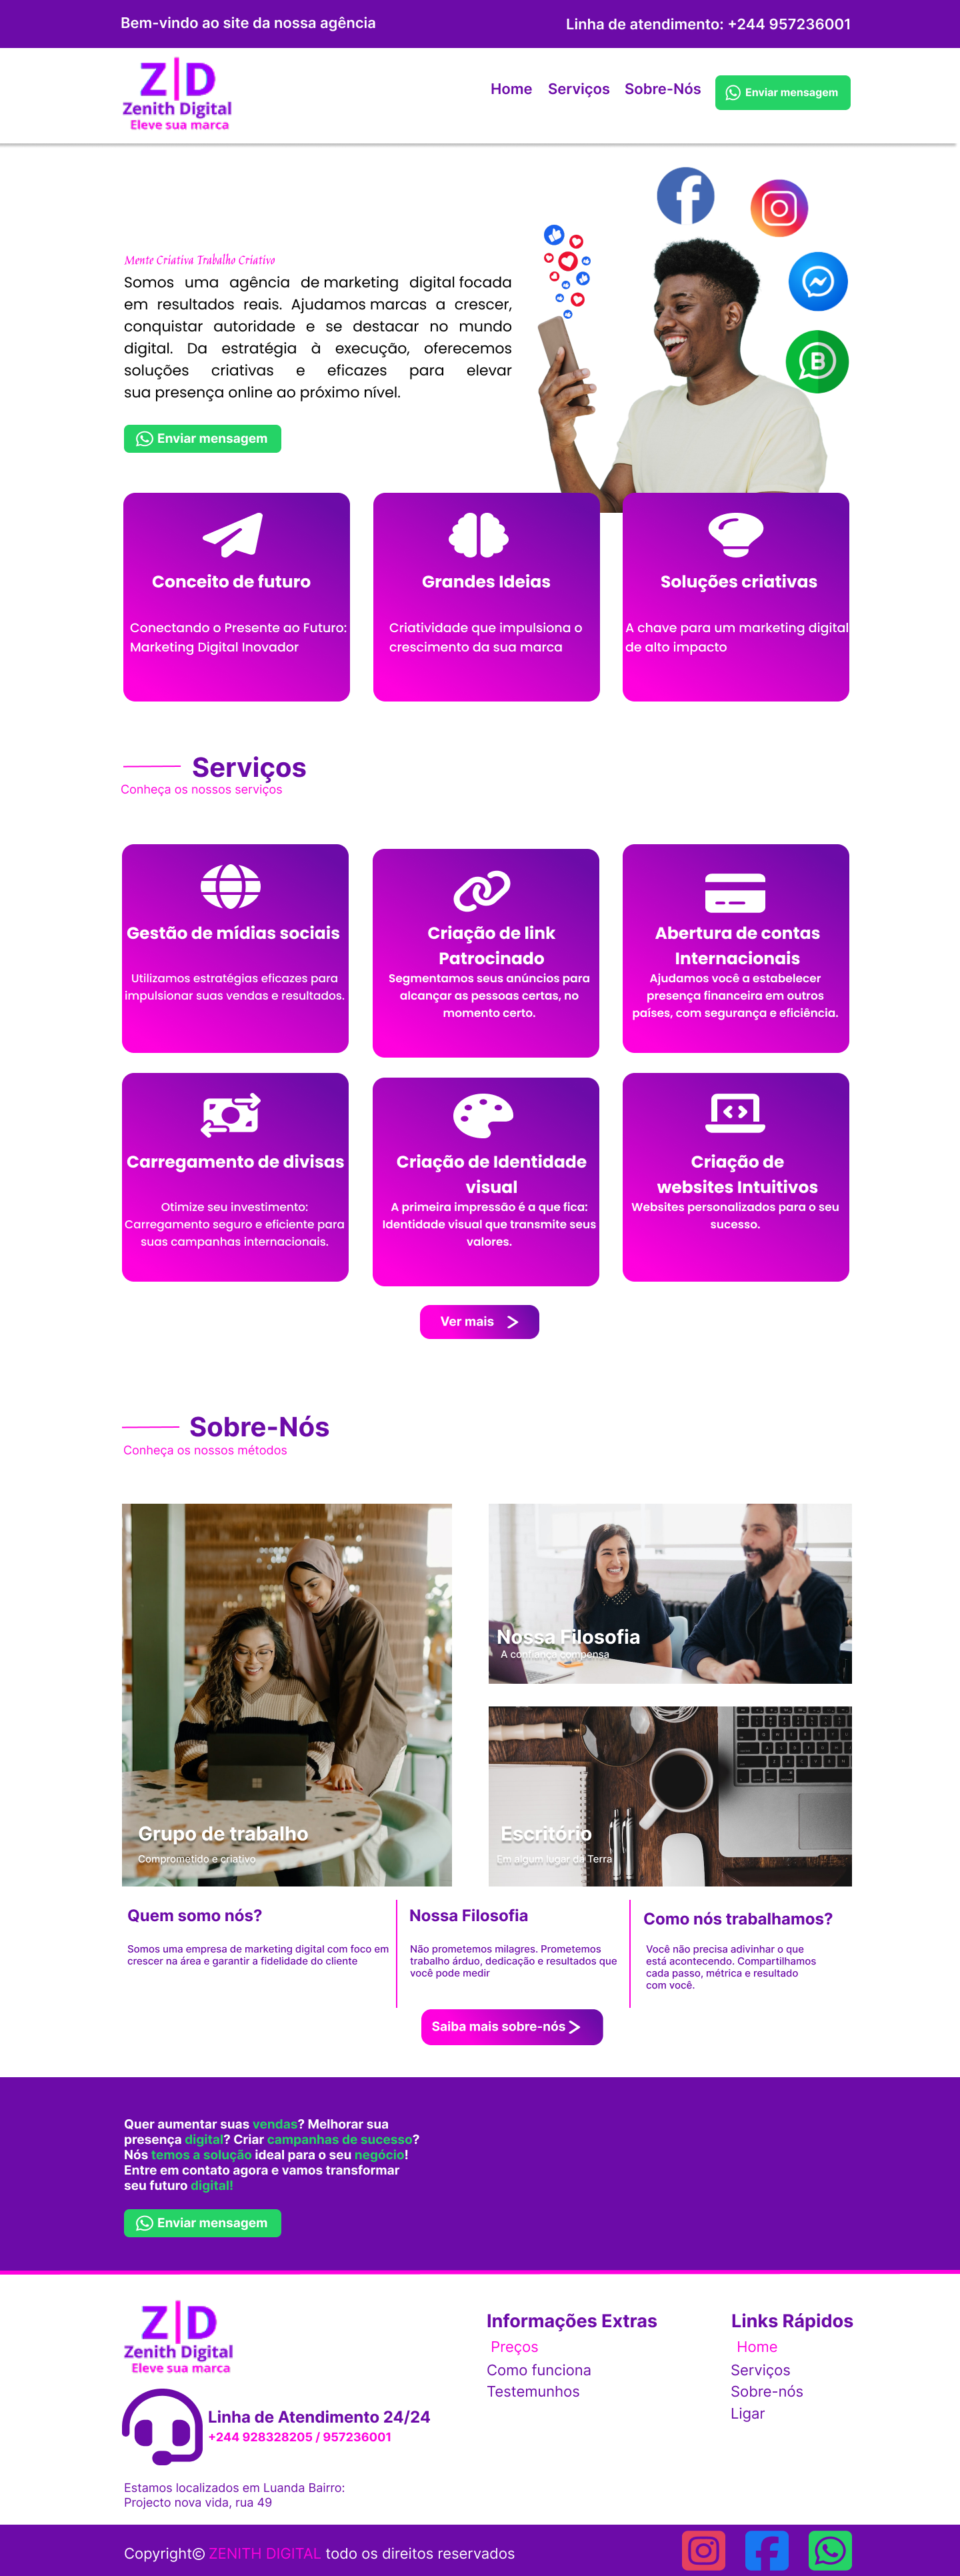 Bem-vindo ao site da nossa agência
Linha de atendimento: +244 957236001
Z|D
Zenith Digital
Eleve sua marca
Home
Serviços
Sobre-Nós
Enviar mensagem
Mente Criativa Trabalho Criativo
Somos uma agência de marketing digital focada
em resultados reais. Ajudamos marcas a crescer,
conquistar autoridade e se destacar no mundo
digital. Da estratégia à execução, oferecemos
soluções criativas e eficazes para elevar
sua presença online ao próximo nível.
Enviar mensagem
B
Conceito de futuro
Conectando o Presente ao Futuro:
Marketing Digital Inovador
Grandes Ideias
Criatividade que impulsiona o
crescimento da sua marca
Soluções criativas
A chave para um marketing digital
de alto impacto
Serviços
Conheça os nossos serviços
Gestão de mídias sociais
Utilizamos estratégias eficazes para
impulsionar suas vendas e resultados.
Criação de link
Patrocinado
Segmentamos seus anúncios para
alcançar as pessoas certas, no
momento certo.
Abertura de contas
Internacionais
Ajudamos você a estabelecer
presença financeira em outros
países, com segurança e eficiência.
Carregamento de divisas
Otimize seu investimento:
Carregamento seguro e eficiente para
suas campanhas internacionais.
Criação de Identidade
visual
A primeira impressão é a que fica:
Identidade visual que transmite seus
valores.
Criação de
websites Intuitivos
Websites personalizados para o seu
sucesso.
Ver mais
Sobre-Nós
Conheça os nossos métodos
Nossa Filosofia
A confiança compensa
Grupo de trabalho
Comprometido e criativo
Escritório
Em algum lugar da Terra
Quem somo nós?
Somos uma empresa de marketing digital com foco em
crescer na área e garantir a fidelidade do cliente
Nossa Filosofia
Não prometemos milagres. Prometemos
trabalho árduo, dedicação e resultados que
você pode medir
Como nós trabalhamos?
Você não precisa adivinhar o que
está acontecendo. Compartilhamos
cada passo, métrica e resultado
com você.
Saiba mais sobre-nós
Quer aumentar suas vendas? Melhorar sua
presença digital? Criar campanhas de sucesso?
Nós temos a solução ideal para o seu negócio!
Entre em contato agora e vamos transformar
seu futuro digital!
Enviar mensagem
Z|D
Zenith Digital
Eleve sua marca
Linha de Atendimento 24/24
+244 928328205 / 957236001
Estamos localizados em Luanda Bairro:
Projecto nova vida, rua 49
Informações Extras
Preços
Como funciona
Testemunhos
Links Rápidos
Home
Serviços
Sobre-nós
Ligar
Copyright© ZENITH DIGITAL todo os direitos reservados